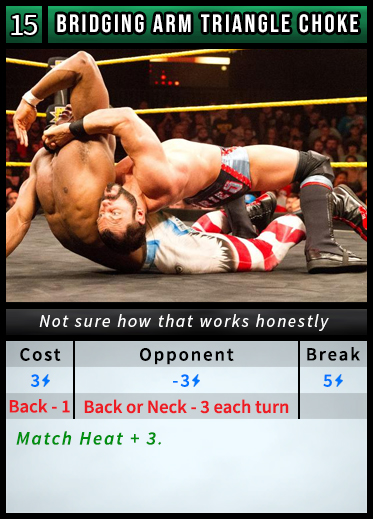 15 BRIDGING ARM TRIANGLE CHOKE
Not sure how that works honestly
Cost Opponent Break
3 -3 5
Back - 1 Back or Neck - 3 each turn
Match Heat + 3.